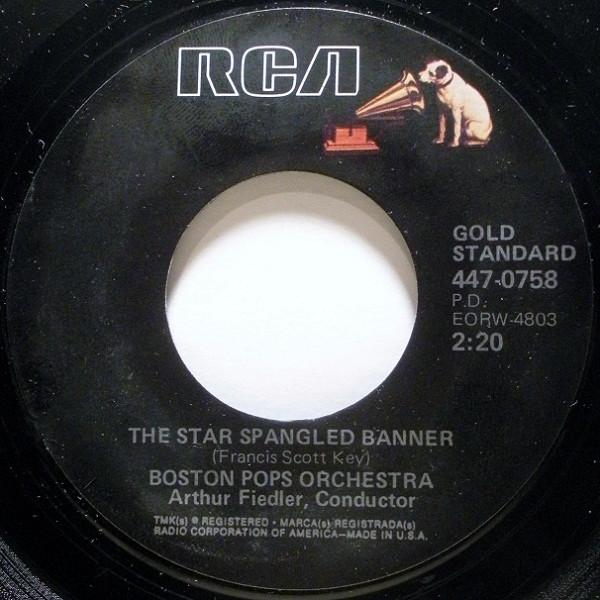 RCA
GOLD
STANDARD
447-0758
P.D.
EORW-4803
2:20
THE STAR SPANGLED BANNER
(Francis Scott Key)
BOSTON POPS ORCHESTRA
Arthur Fiedler, Conductor
TMK(s) ® REGISTERED • MARCA(s) REGISTRADA(s)
RADIO CORPORATION OF AMERICA—MADE IN U.S.A.